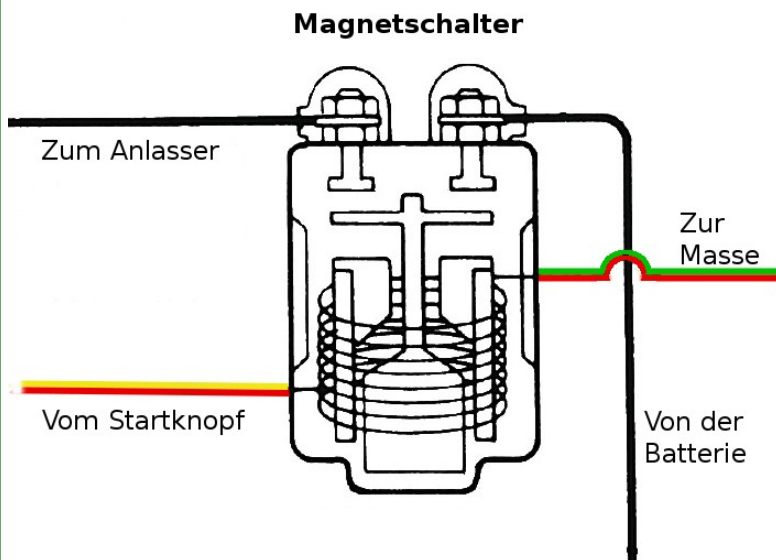 Magnetschalter
Zum Anlasser
Zur
Masse
Vom Startknopf
Von der
Batterie